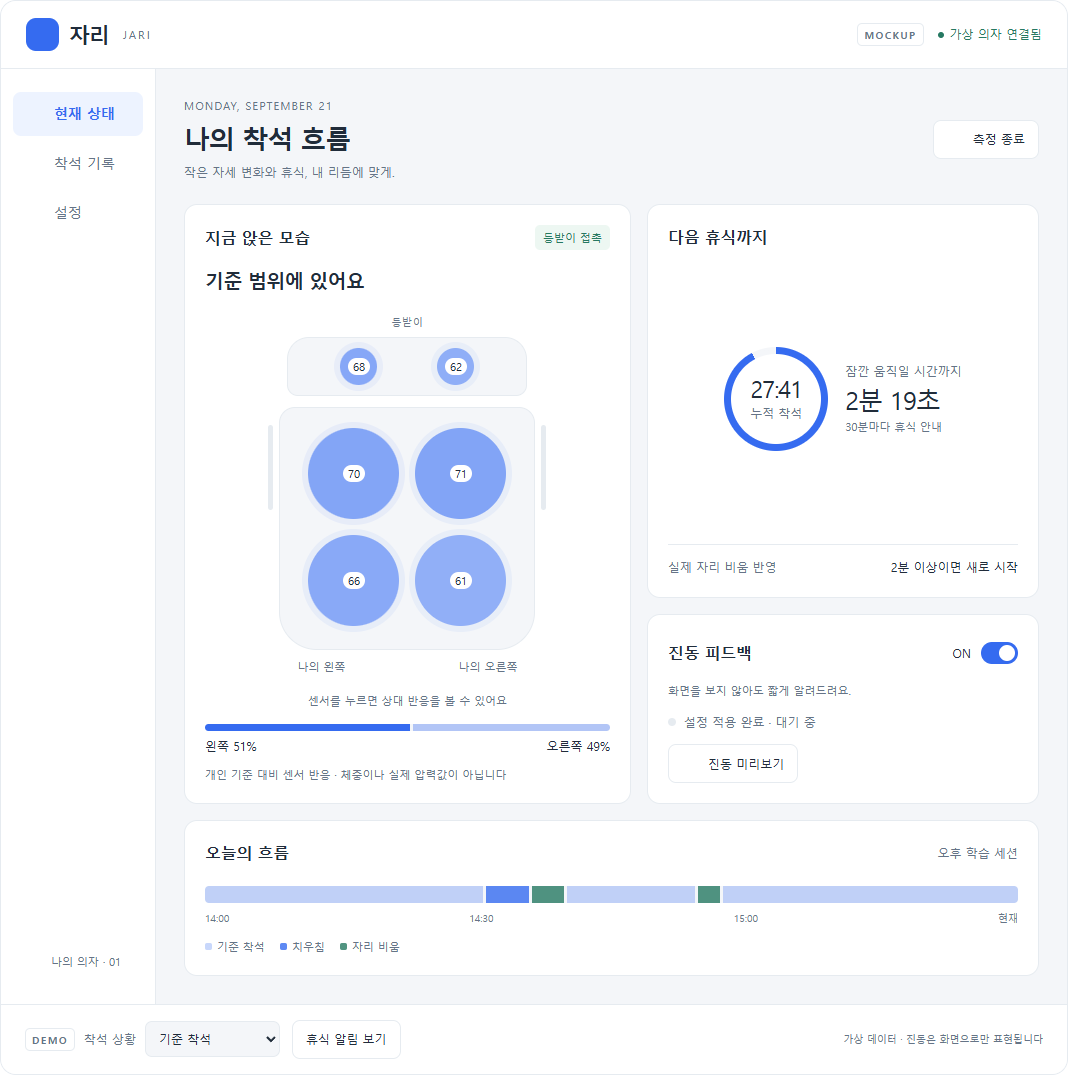 자리 JARI
MOCKUP
가상 의자 연결됨
현재 상태
착석 기록
설정
나의 의자 · 01
MONDAY, SEPTEMBER 21
나의 착석 흐름
작은 자세 변화와 휴식, 내 리듬에 맞게.
측정 종료
지금 앉은 모습
등받이 접촉
기준 범위에 있어요
등받이
68 62
70 71
66 61
나의 왼쪽 나의 오른쪽
센서를 누르면 상대 반응을 볼 수 있어요
왼쪽 51% 오른쪽 49%
개인 기준 대비 센서 반응 · 체중이나 실제 압력값이 아닙니다
다음 휴식까지
27:41
누적 착석
잠깐 움직일 시간까지
2분 19초
30분마다 휴식 안내
실제 자리 비움 반영 2분 이상이면 새로 시작
진동 피드백
ON
화면을 보지 않아도 짧게 알려드려요.
설정 적용 완료 · 대기 중
진동 미리보기
오늘의 흐름
오후 학습 세션
14:00 14:30 15:00 현재
기준 착석 치우침 자리 비움
DEMO 착석 상황 기준 착석 휴식 알림 보기
가상 데이터 · 진동은 화면으로만 표현됩니다